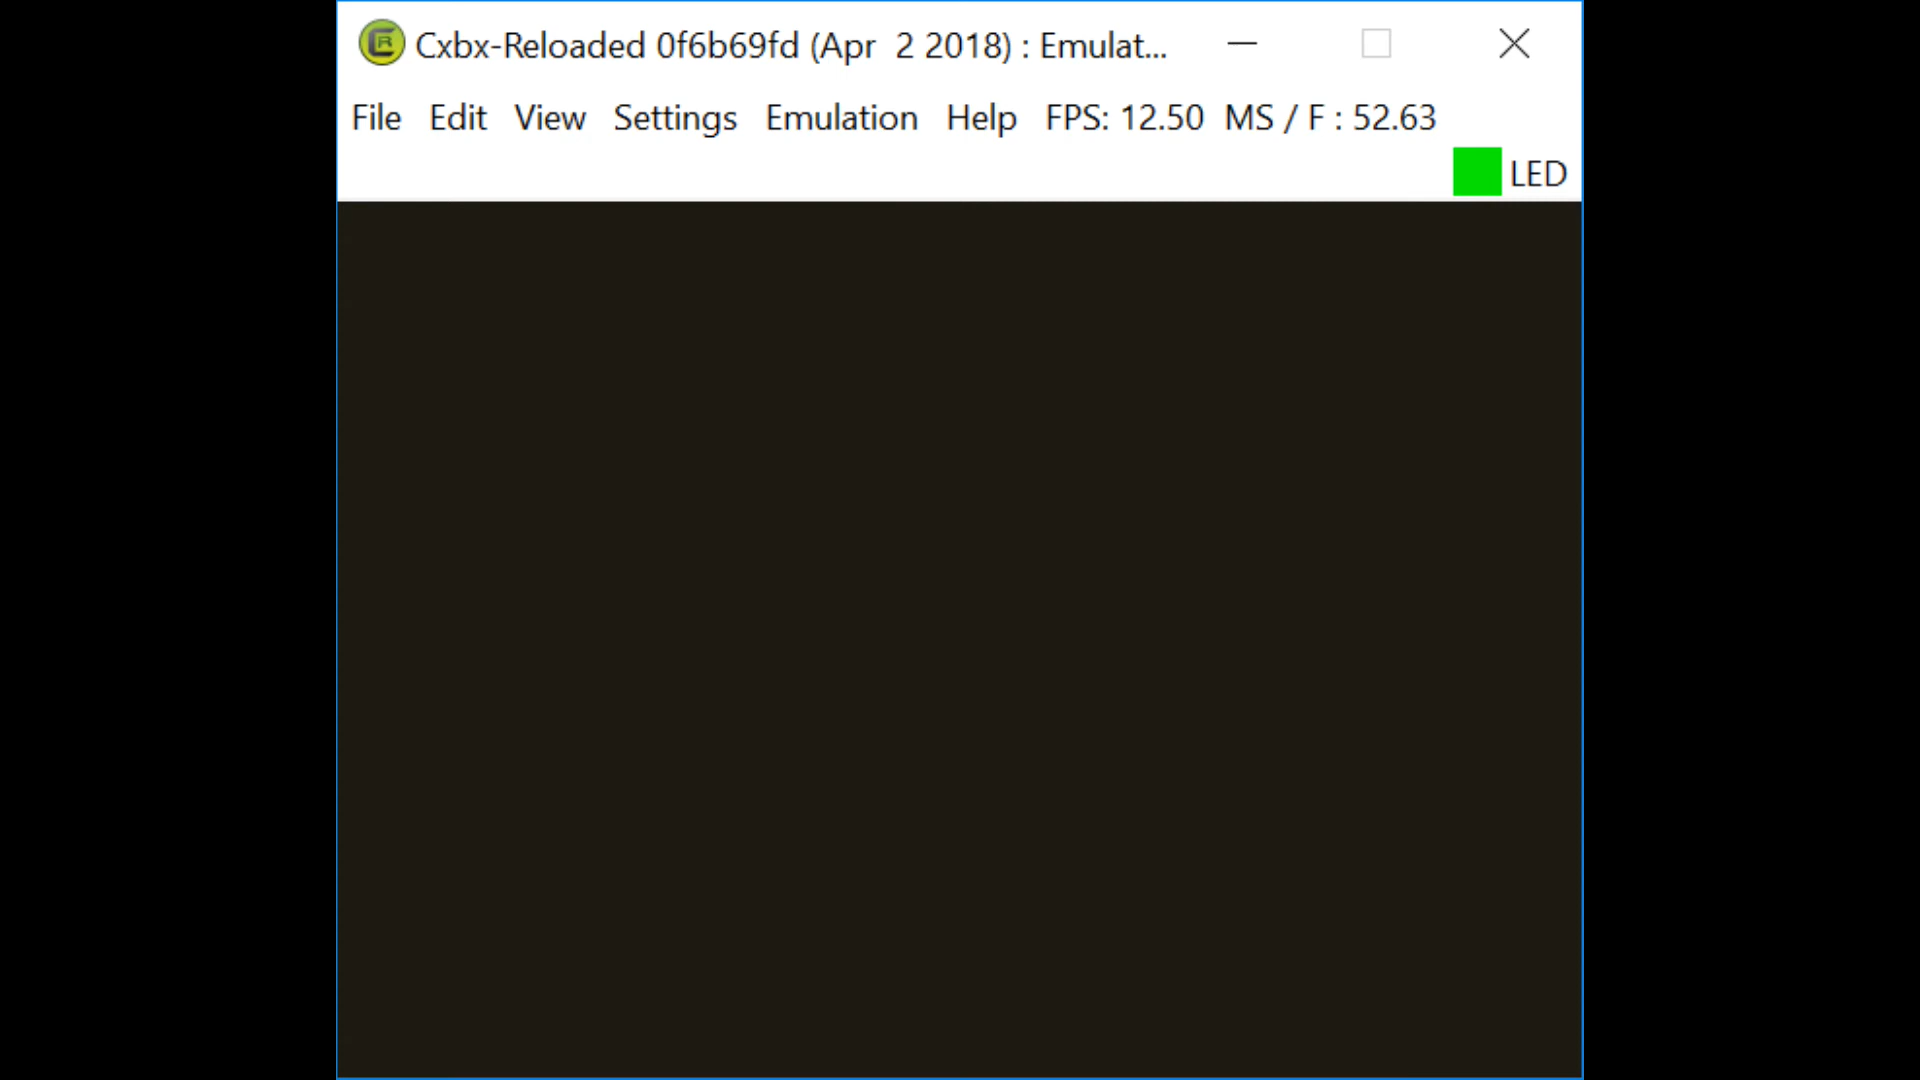 Cxbx-Reloaded 0f6b69fd (Apr  2 2018) : Emulat...
File Edit View Settings Emulation Help FPS: 12.50 MS / F : 52.63
LED